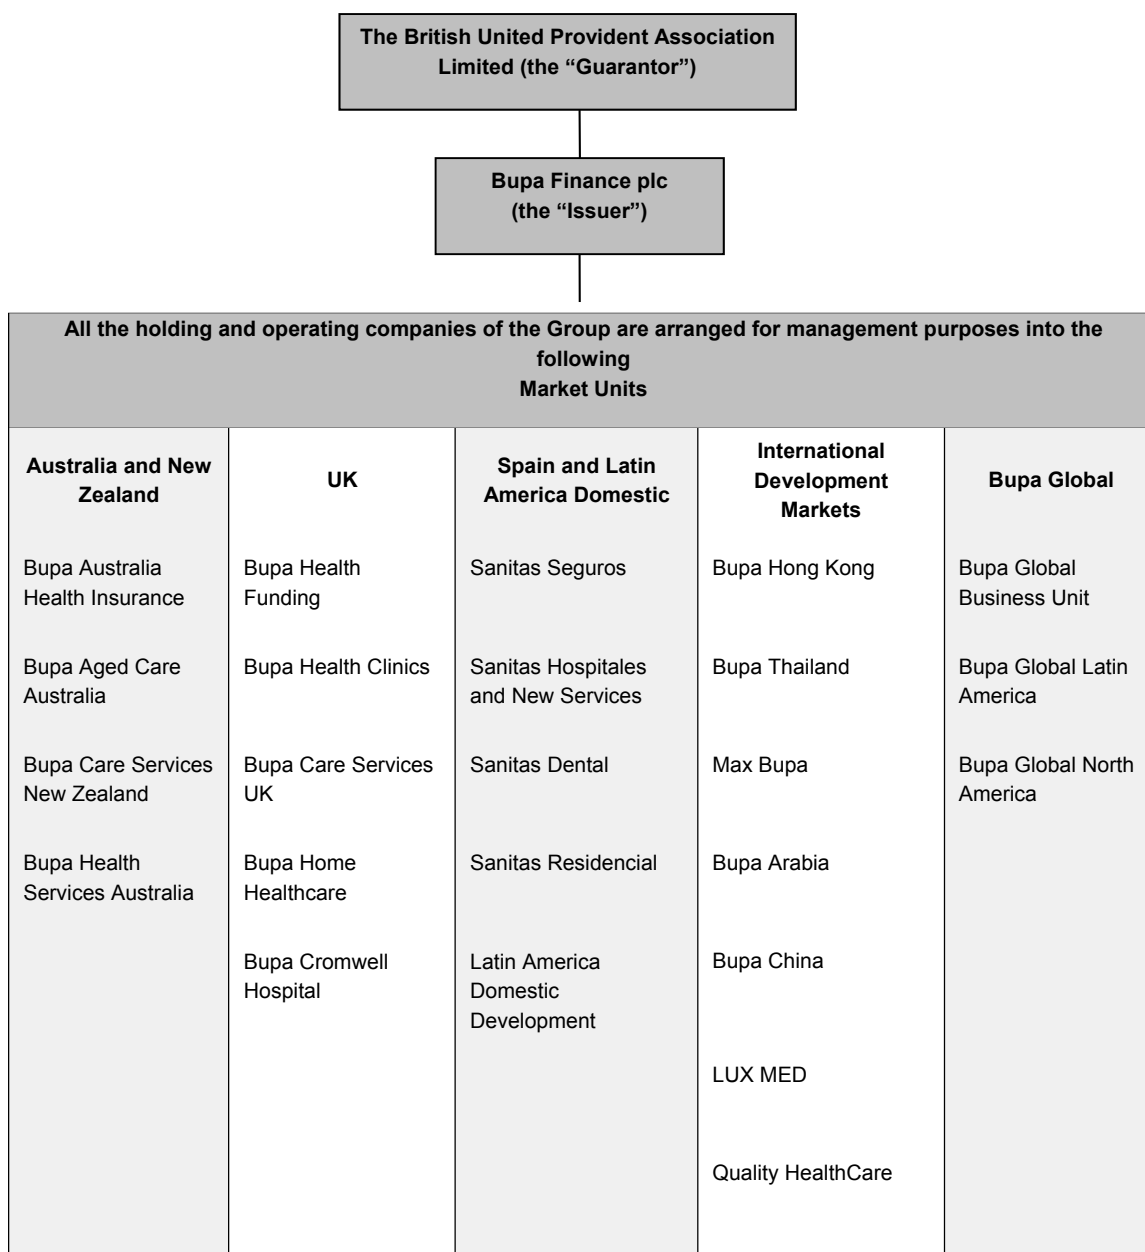 The British United Provident Association
Limited (the “Guarantor”)
Bupa Finance plc
(the “Issuer”)
All the holding and operating companies of the Group are arranged for management purposes into the
following
Market Units
Australia and New
Zealand
Bupa Australia
Health Insurance
Bupa Aged Care
Australia
Bupa Care Services
New Zealand
Bupa Health
Services Australia
UK
Bupa Health
Funding
Bupa Health Clinics
Bupa Care Services
UK
Bupa Home
Healthcare
Bupa Cromwell
Hospital
Spain and Latin
America Domestic
Sanitas Seguros
Sanitas Hospitales
and New Services
Sanitas Dental
Sanitas Residencial
Latin America
Domestic
Development
International
Development
Markets
Bupa Hong Kong
Bupa Thailand
Max Bupa
Bupa Arabia
Bupa China
LUX MED
Quality HealthCare
Bupa Global
Bupa Global
Business Unit
Bupa Global Latin
America
Bupa Global North
America